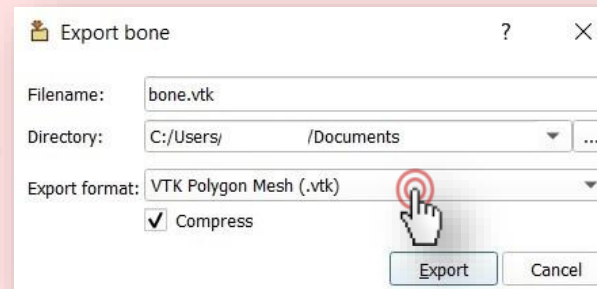 Export bone ?
Filename: bone.vtk
Directory: C:/Users/ /Documents ...
Export format: VTK Polygon Mesh (.vtk)
Compress
Export Cancel